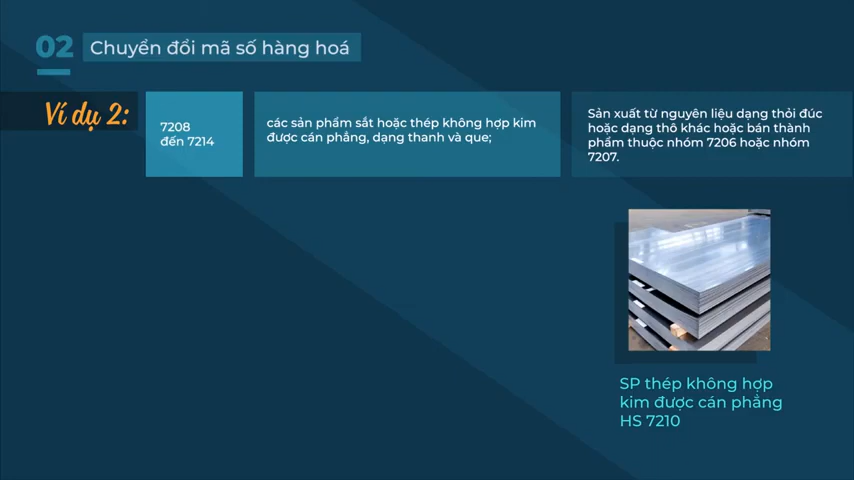 02
Chuyển đồi mã số hàng hoá
Ví dụ 2:
7208
đến 7214
các sản phẩm sắt hoặc thép không hợp kim
được cán phẳng, dạng thanh và que;
Sản xuất từ nguyên liệu dạng thỏi đúc
hoặc dạng thô khác hoặc bán thành
phẩm thuộc nhóm 7206 hoặc nhóm
7207.
SP thép không hợp
kim được cán phẳng
HS 7210